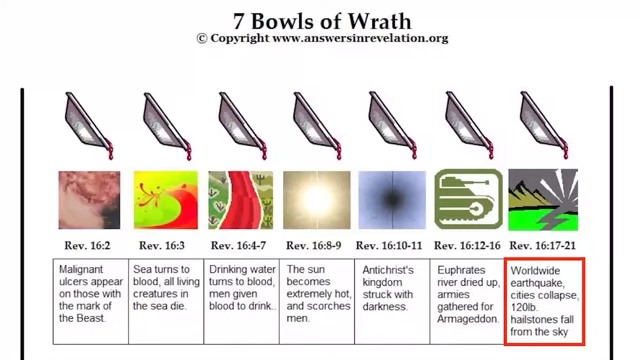 7 Bowls of Wrath
© Copyright www.answersinrevelation.org
Rev. 16:2
Rev. 16:3
Rev. 16:4-7
Rev. 16:8-9
Rev. 16:10-11
Rev. 16:12-16
Rev. 16:17-21
Malignant
ulcers appear
on those with
the mark of
the Beast.
Sea turns to
blood, all living
creatures in
the sea die.
Drinking water
turns to blood,
men given
blood to drink..
The sun
becomes
extremely hot,
and scorches
men.
Antichrist's
kingdom
struck with
darkness.
Euphrates
river dried up,
armies
gathered for
Armageddon.
Worldwide
earthquake,
cities collapse,
120lb.
hailstones fall
from the sky